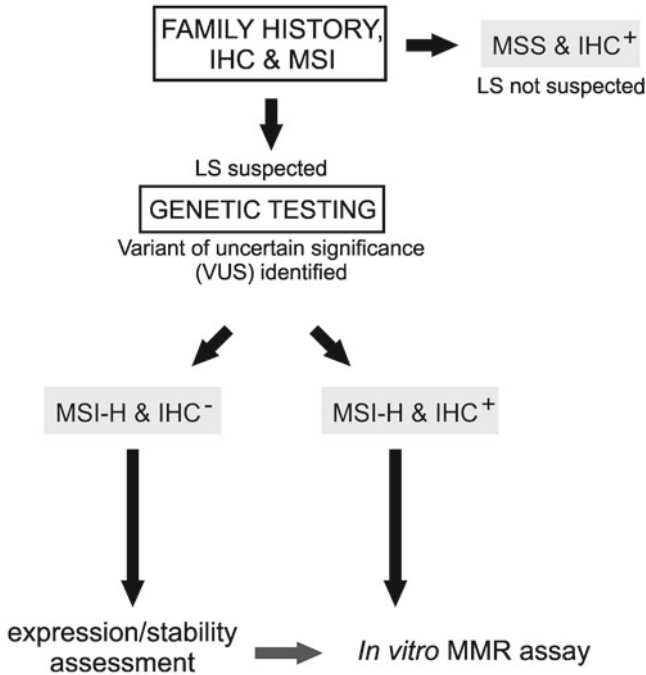 FAMILY HISTORY,
IHC & MSI
MSS & IHC⁺
LS not suspected
LS suspected
GENETIC TESTING
Variant of uncertain significance
(VUS) identified
MSI-H & IHC⁻
MSI-H & IHC⁺
expression/stability
assessment
In vitro MMR assay